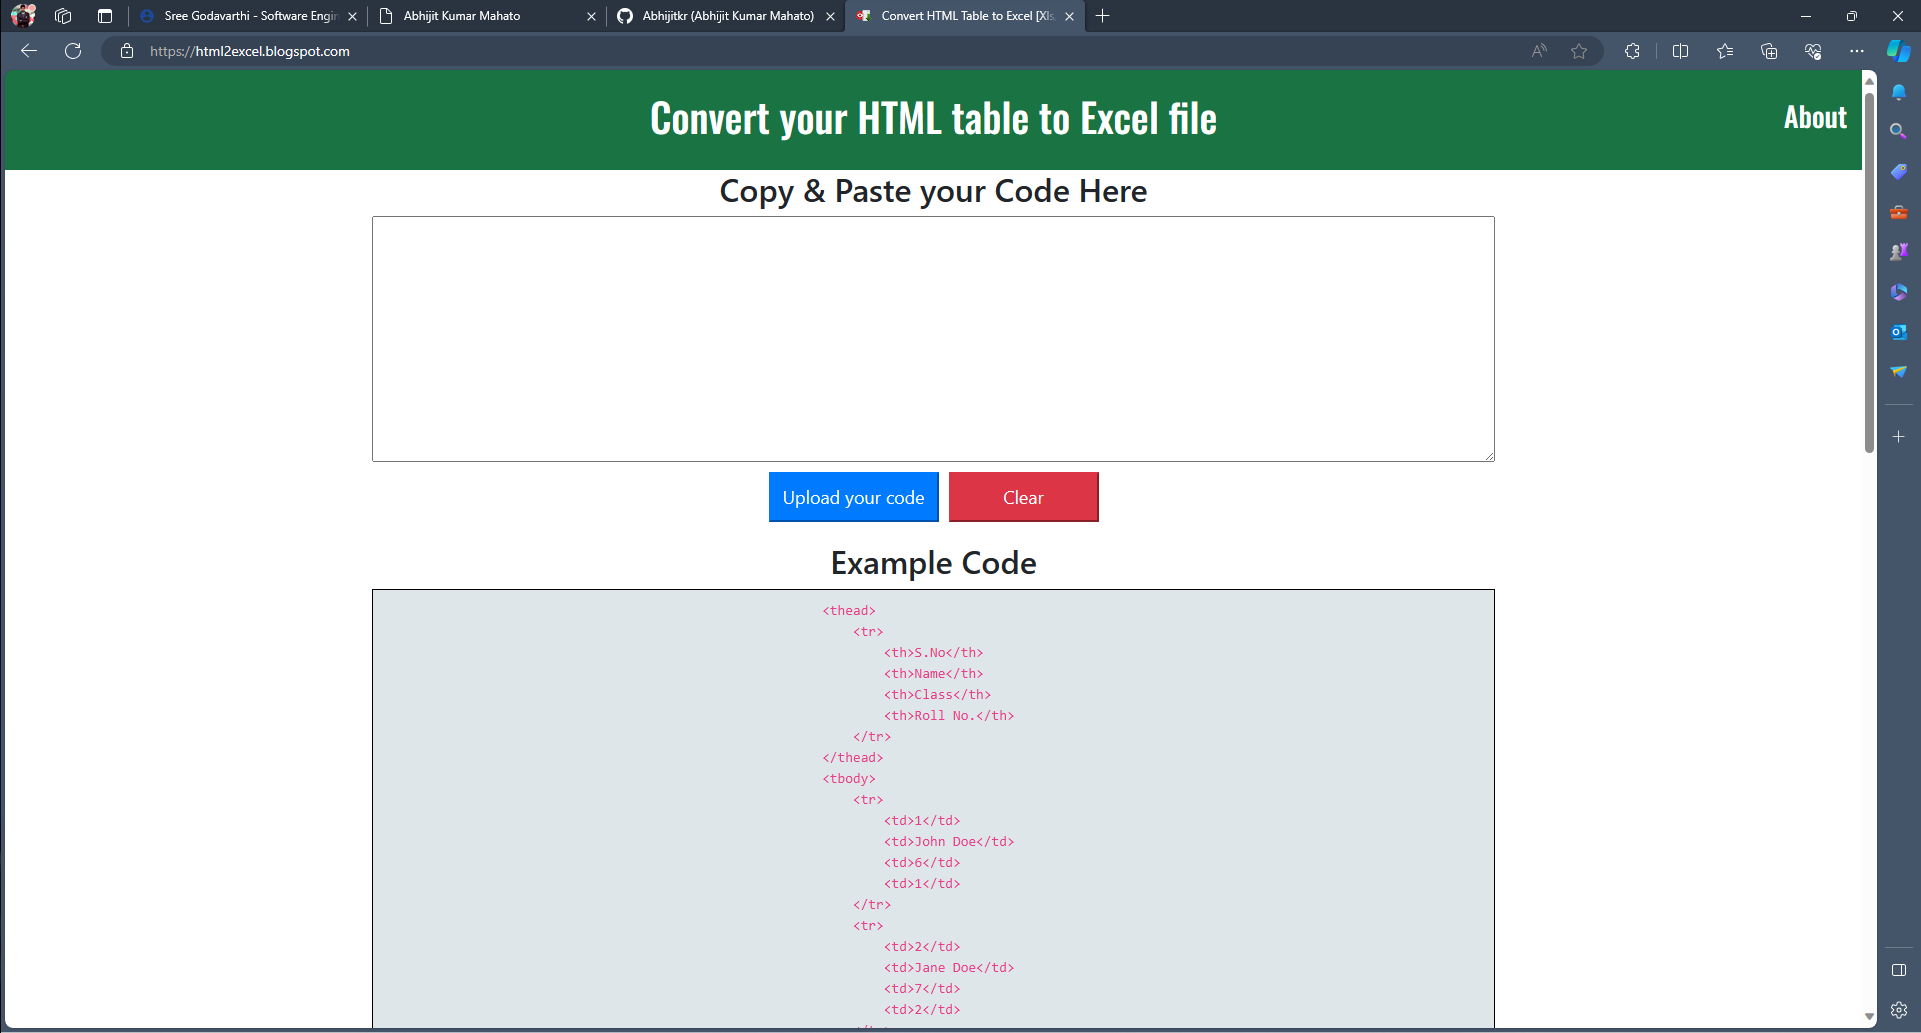 Sree Godavarthi - Software Engin
Abhijit Kumar Mahato
Abhijitkr (Abhijit Kumar Mahato)
Convert HTML Table to Excel [Xls,
https://html2excel.blogspot.com
Convert your HTML table to Excel file
About
Copy & Paste your Code Here
Upload your code
Clear
Example Code
<thead>
<tr>
<th>S.No</th>
<th>Name</th>
<th>Class</th>
<th>Roll No.</th>
</tr>
</thead>
<tbody>
<tr>
<td>1</td>
<td>John Doe</td>
<td>6</td>
<td>1</td>
</tr>
<tr>
<td>2</td>
<td>Jane Doe</td>
<td>7</td>
<td>2</td>